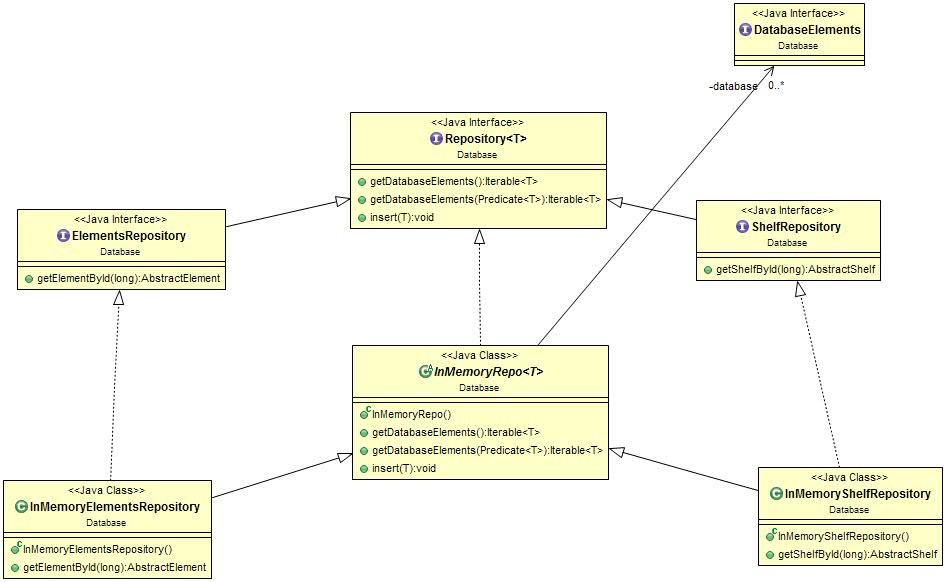 <<Java Interface>>
DatabaseElements
Database
-database 0..*
<<Java Interface>>
Repository<T>
Database
getDatabaseElements():Iterable<T>
getDatabaseElements(Predicate<T>):Iterable<T>
insert(T):void
<<Java Interface>>
ElementsRepository
Database
getElementById(long):AbstractElement
<<Java Interface>>
ShelfRepository
Database
getShelfById(long):AbstractShelf
<<Java Class>>
InMemoryRepo<T>
Database
InMemoryRepo()
getDatabaseElements():Iterable<T>
getDatabaseElements(Predicate<T>):Iterable<T>
insert(T):void
<<Java Class>>
InMemoryElementsRepository
Database
InMemoryElementsRepository()
getElementById(long):AbstractElement
<<Java Class>>
InMemoryShelfRepository
Database
InMemoryShelfRepository()
getShelfById(long):AbstractShelf